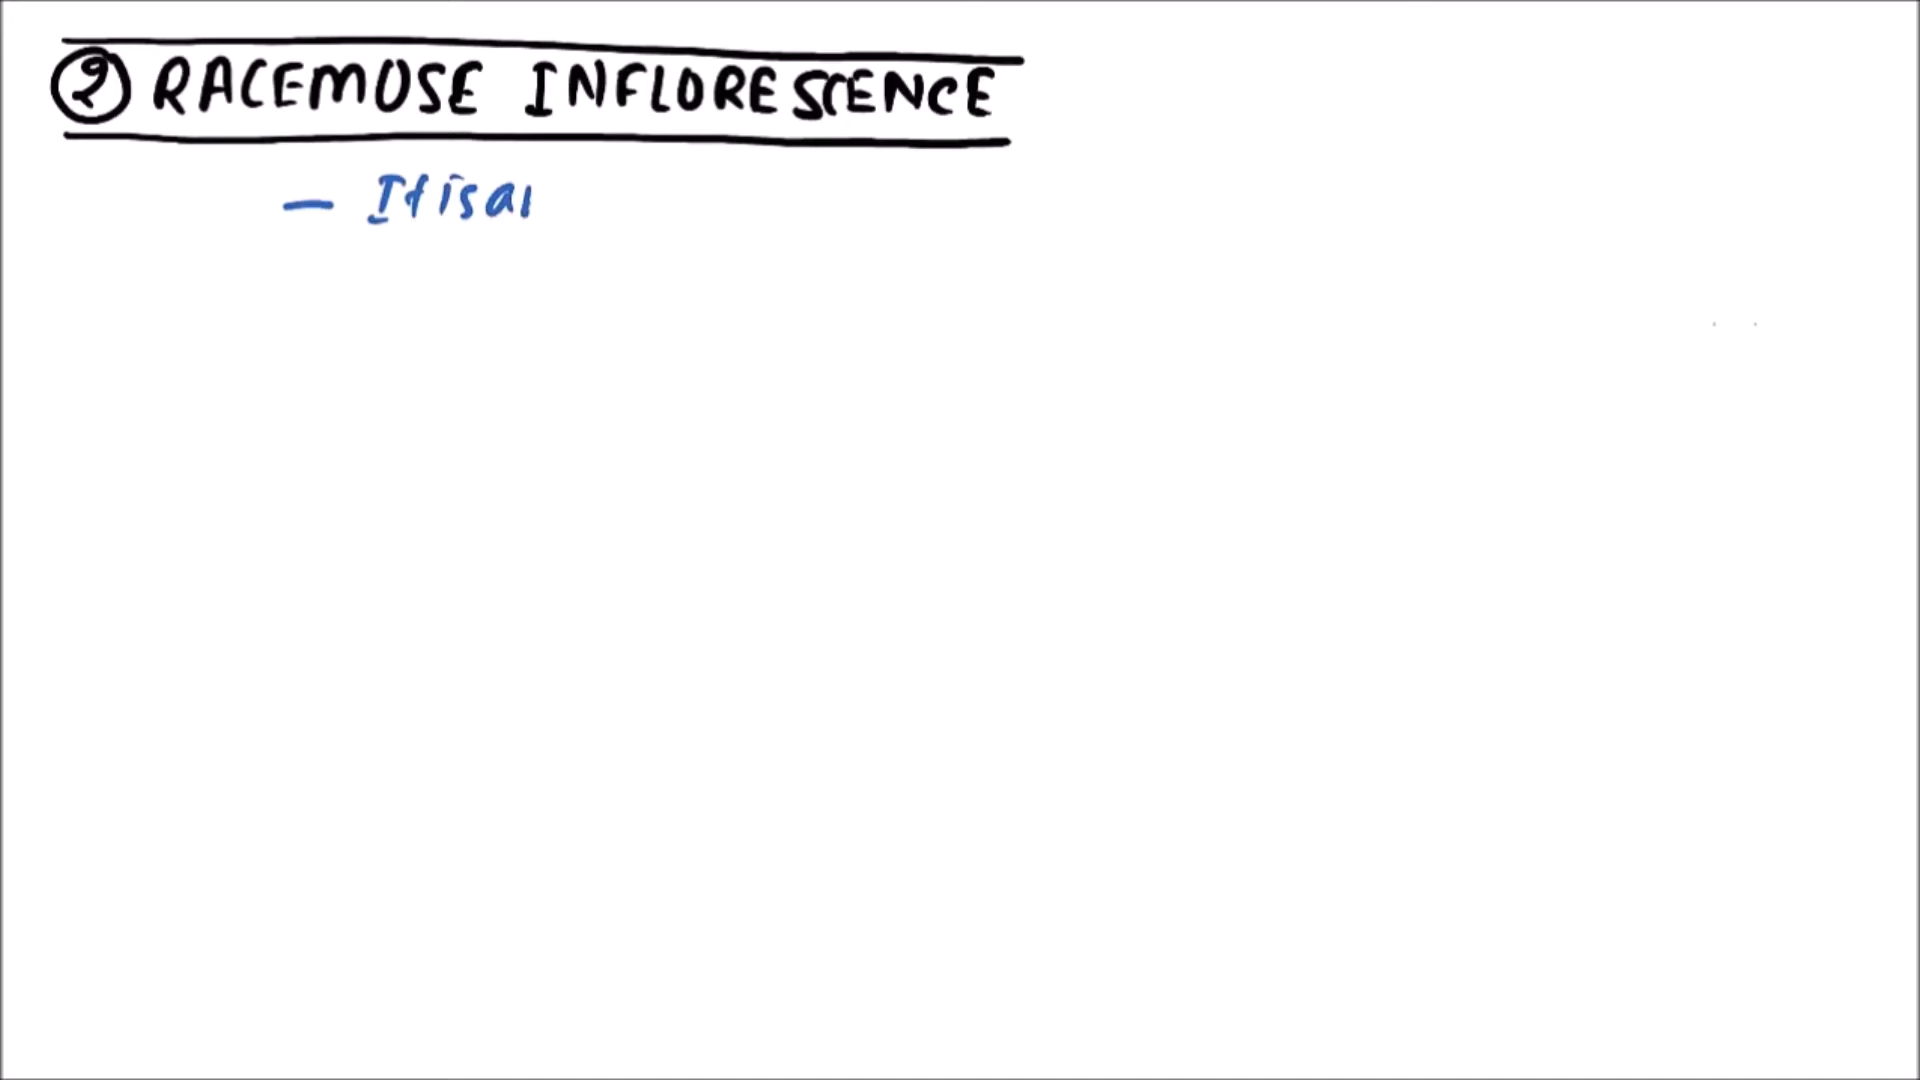 2 RACEMOSE INFLORESCENCE
— It is a